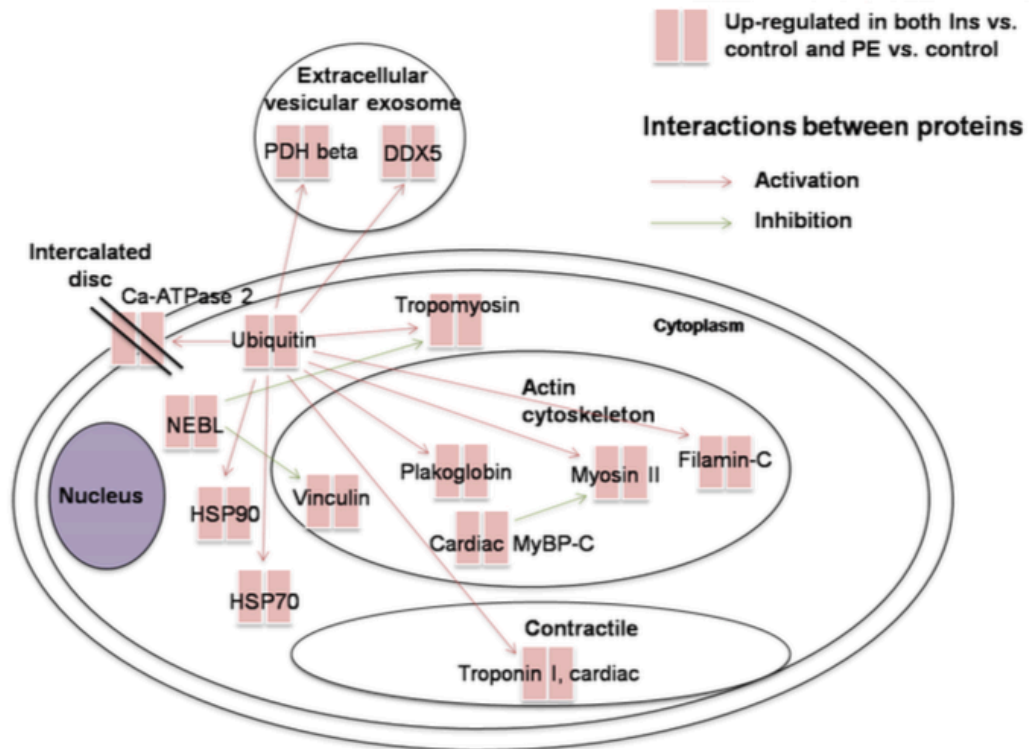 Up-regulated in both Ins vs.
control and PE vs. control
Interactions between proteins
Activation
Inhibition
Extracellular
vesicular exosome
PDH beta
DDX5
Intercalated
disc
Ca-ATPase 2
Ubiquitin
Tropomyosin
Cytoplasm
NEBL
Actin
cytoskeleton
Nucleus
HSP90
Vinculin
Plakoglobin
Myosin II
Filamin-C
Cardiac MyBP-C
HSP70
Contractile
Troponin I, cardiac